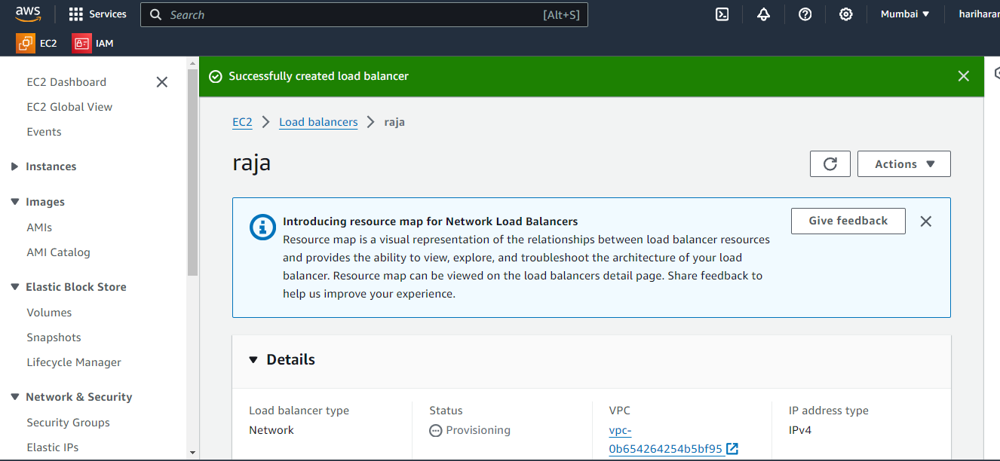 aws
Services
Search
[Alt+S]
Mumbai
hariharan
EC2
IAM
EC2 Dashboard
EC2 Global View
Events
Instances
Images
AMIs
AMI Catalog
Elastic Block Store
Volumes
Snapshots
Lifecycle Manager
Network & Security
Security Groups
Elastic IPs
Successfully created load balancer
EC2
Load balancers
raja
raja
Actions
Introducing resource map for Network Load Balancers
Resource map is a visual representation of the relationships between load balancer resources
and provides the ability to view, explore, and troubleshoot the architecture of your load
balancer. Resource map can be viewed on the load balancers detail page. Share feedback to
help us improve your experience.
Give feedback
Details
Load balancer type
Network
Status
Provisioning
VPC
vpc-
0b654264254b5bf95
IP address type
IPv4